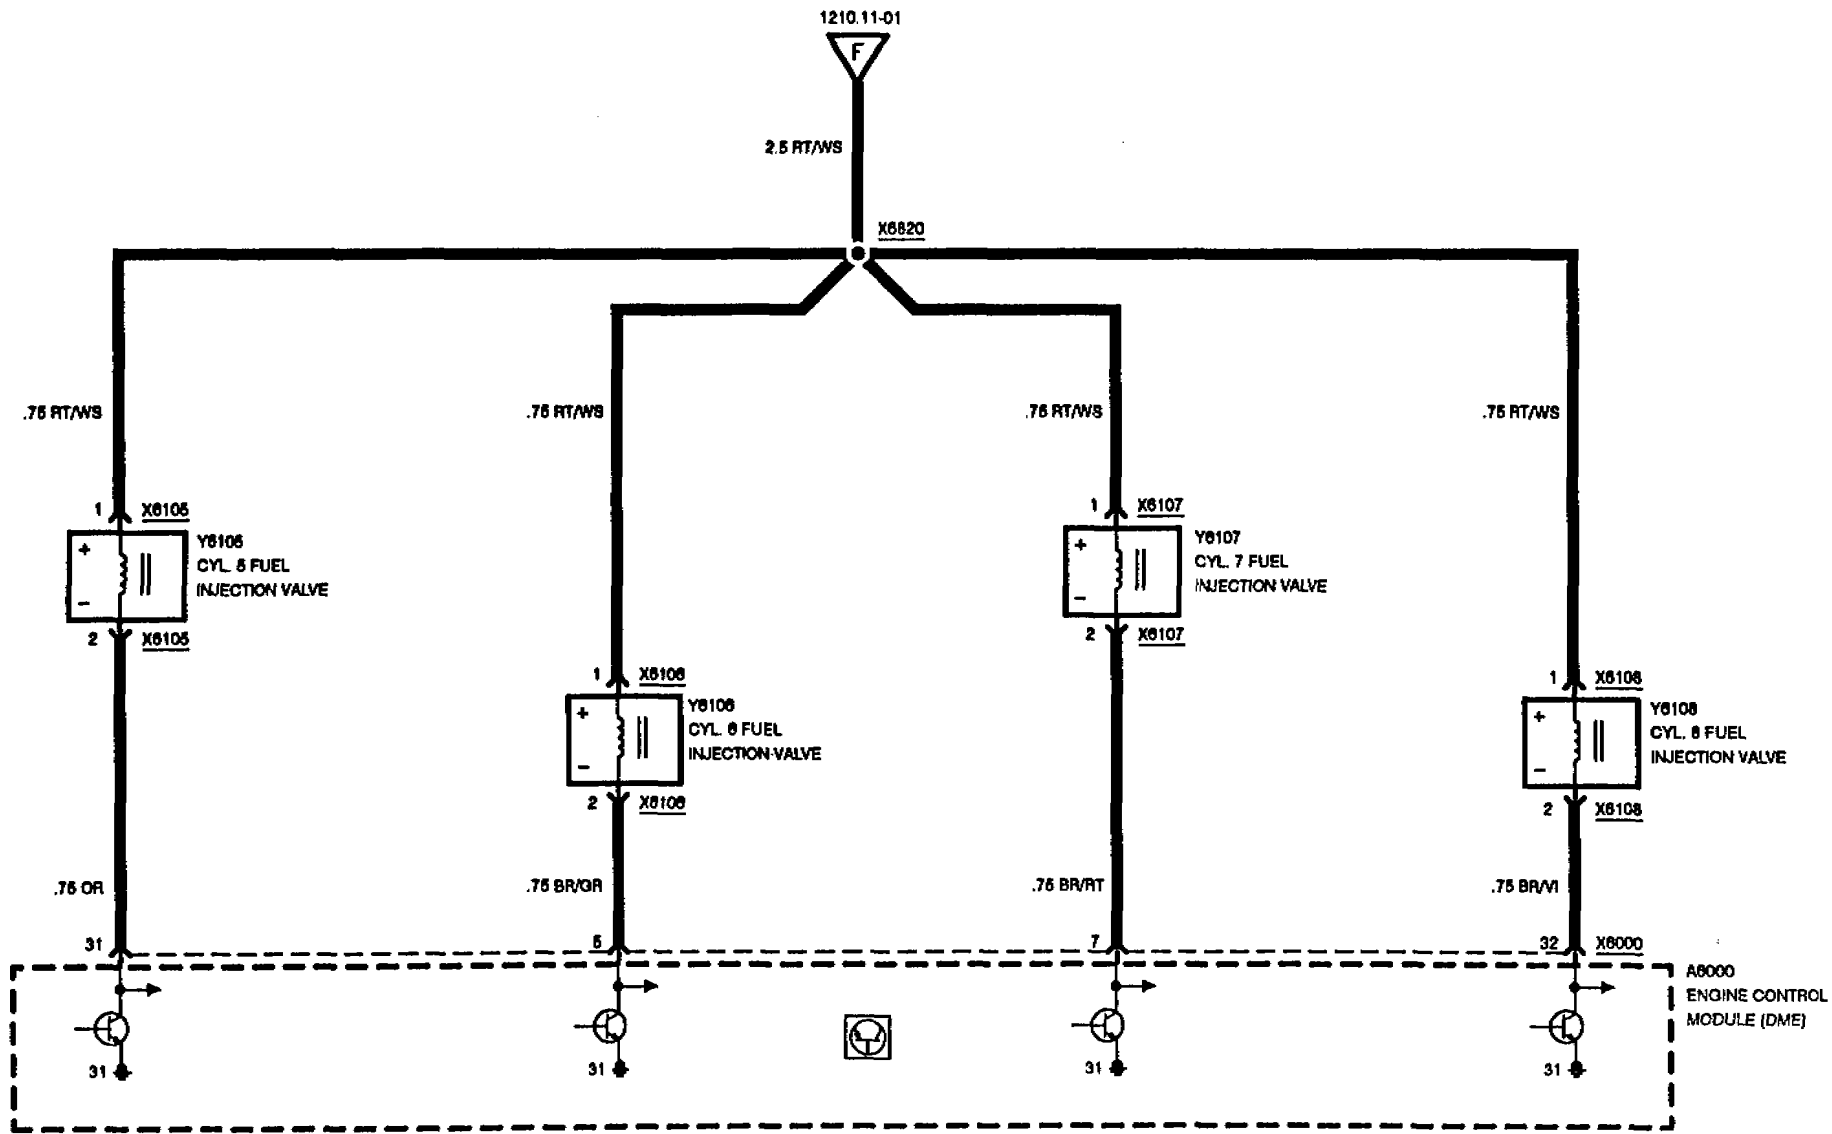 1210.11-01
F
2.5 RT/WS
X6820
.75 RT/WS
.75 RT/WS
.75 RT/WS
.75 RT/WS
1 X6105
+
-
Y6105
CYL. 5 FUEL
INJECTION VALVE
2 X6105
1 X6107
+
-
Y6107
CYL. 7 FUEL
INJECTION VALVE
2 X6107
1 X6106
+
-
Y6106
CYL. 6 FUEL
INJECTION VALVE
2 X6106
1 X6108
+
-
Y6108
CYL. 8 FUEL
INJECTION VALVE
2 X6108
.75 OR
.75 BR/GR
.75 BR/RT
.75 BR/VI
31
5
7
32
X6000
A6000
ENGINE CONTROL
MODULE (DME)
31
31
31
31